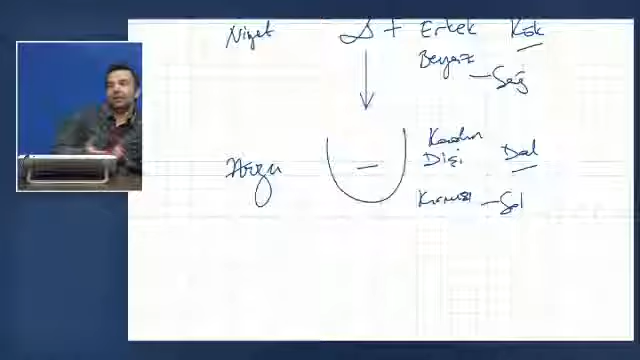 Niyet + Erkek Kök
Beyaz - Sağ
Kadın
Arzu - Dişi Dal
Kırmızı - Sol